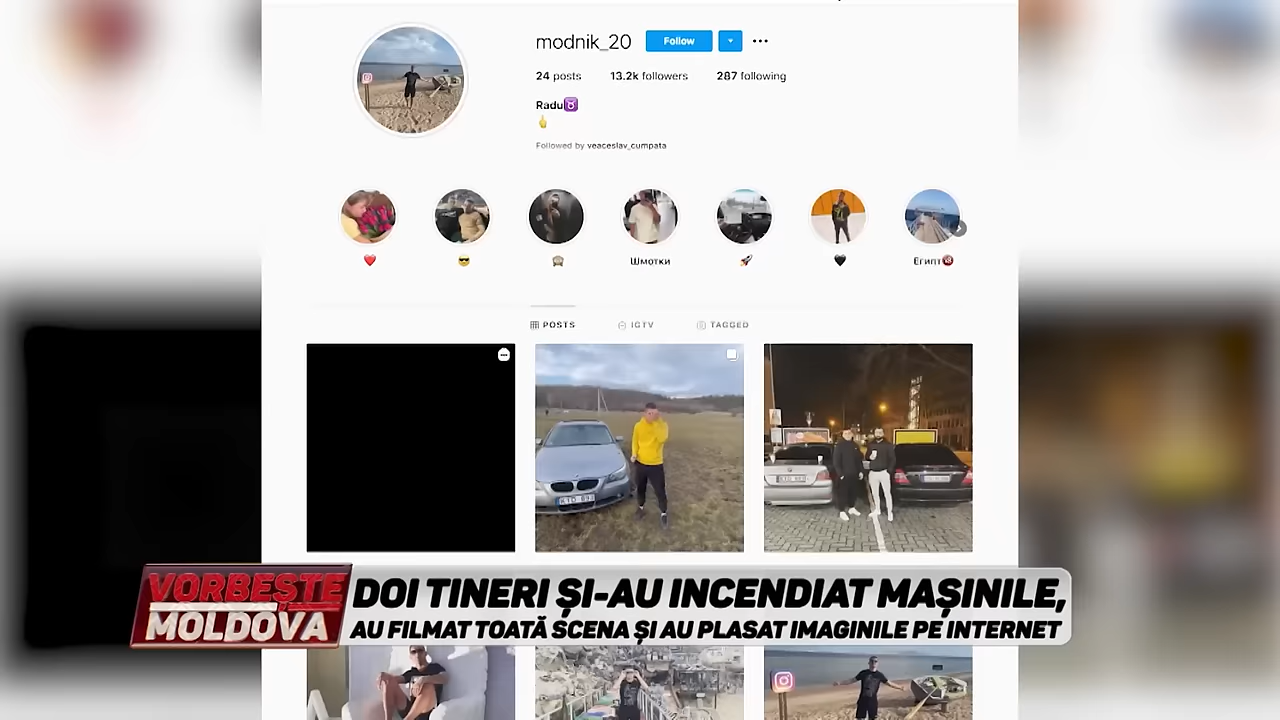 modnik_20 Follow
24 posts 13.2k followers 287 following
Radu
Followed by veaceslav_cumpata
Шмотки Египт
POSTS IGTV TAGGED
VORBEȘTE
MOLDOVA
DOI TINERI ȘI-AU INCENDIAT MAȘINILE,
AU FILMAT TOATĂ SCENA ȘI AU PLASAT IMAGINILE PE INTERNET